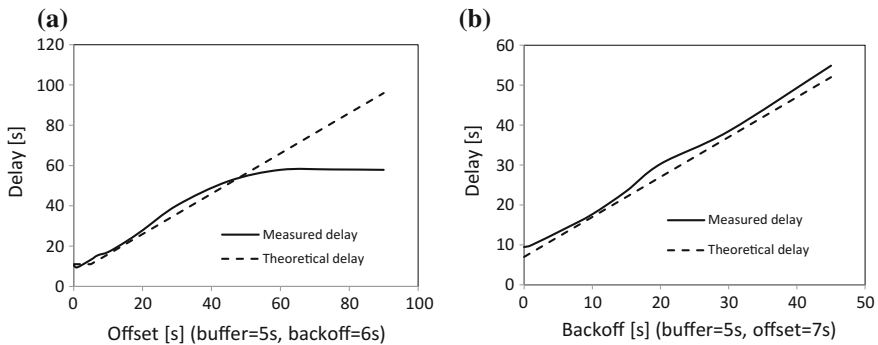 (a)
120
100
80
60
40
20
0
Delay [s]
Measured delay
Theoretical delay
0 20 40 60 80 100
Offset [s] (buffer=5s, backoff=6s)
(b)
60
50
40
30
20
10
0
Delay [s]
Measured delay
Theoretical delay
0 10 20 30 40 50
Backoff [s] (buffer=5s, offset=7s)